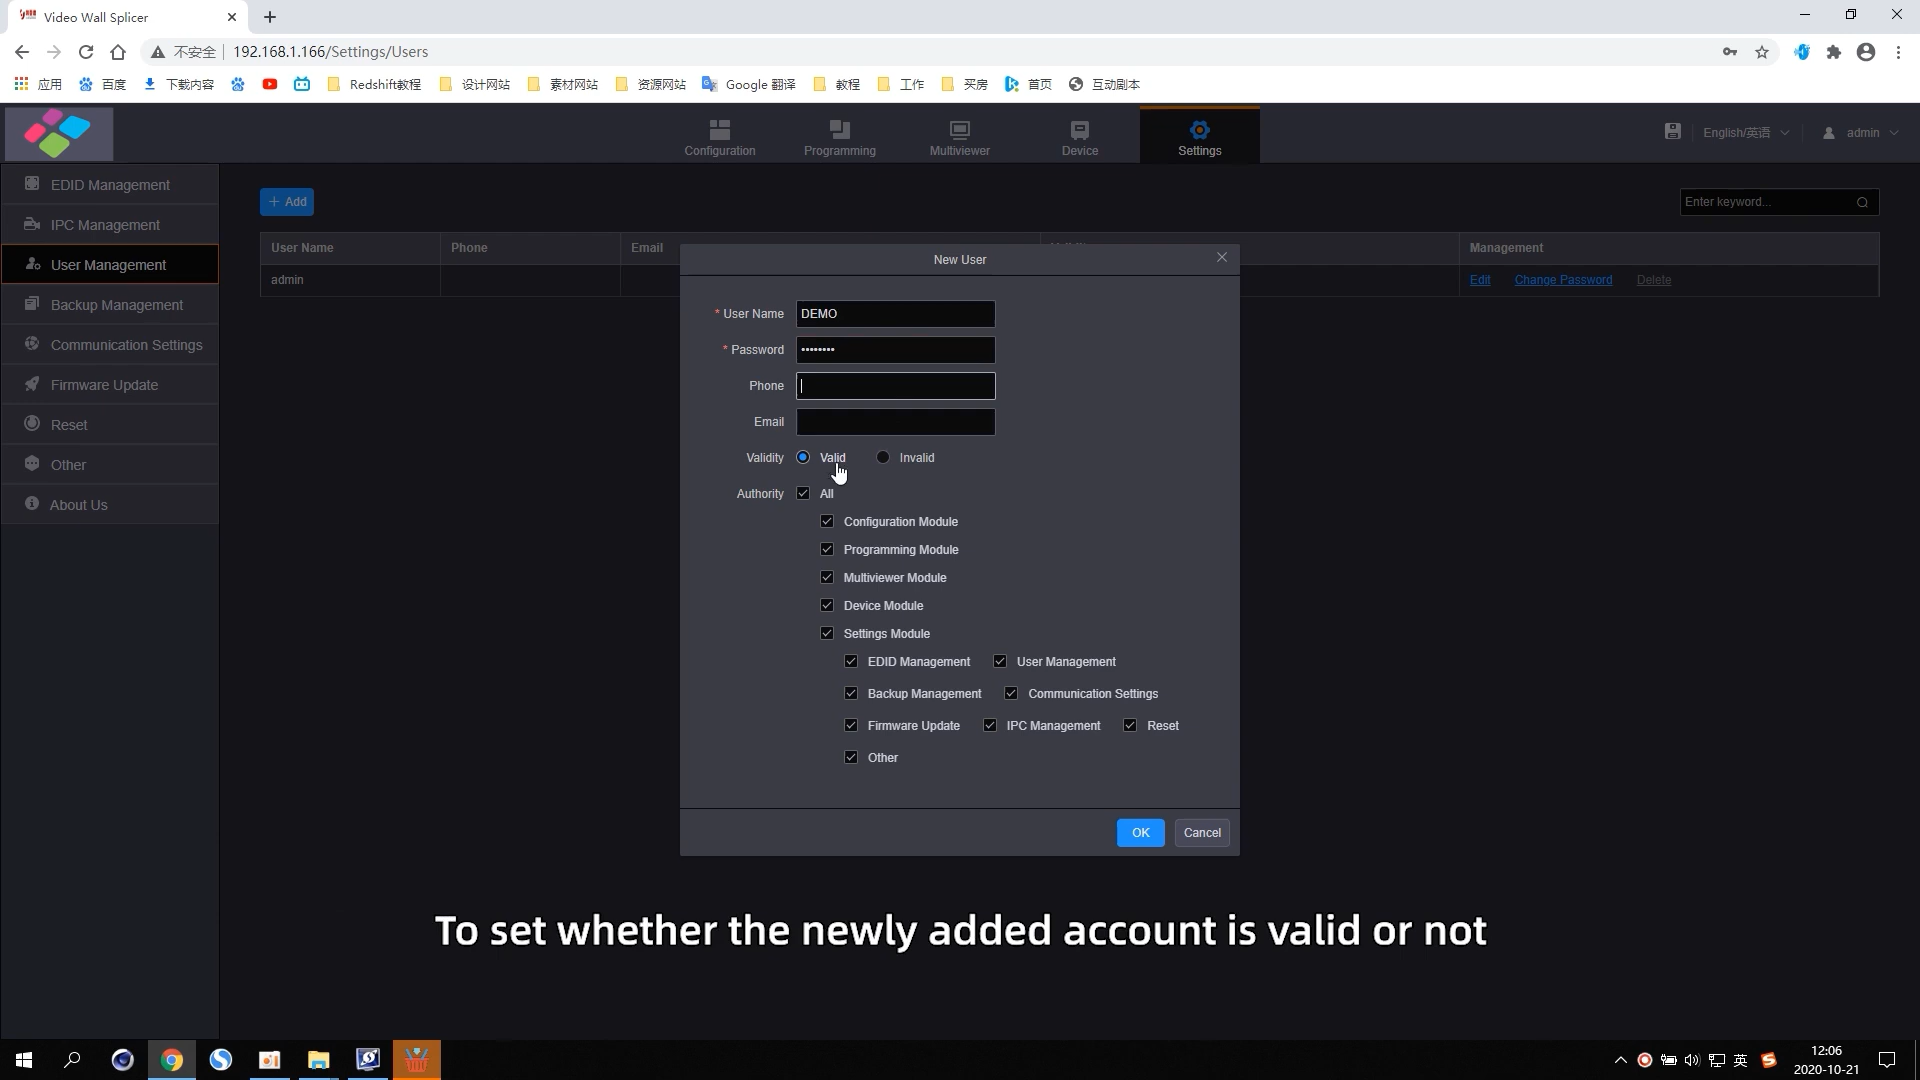 Video Wall Splicer
不安全 192.168.1.166/Settings/Users
应用 百度 下载内容 Redshift教程 设计网站 素材网站 资源网站 Google 翻译 教程 工作 买房 首页 互动剧本
Configuration Programming Multiviewer Device Settings English/英语 admin
EDID Management
IPC Management
User Management
Backup Management
Communication Settings
Firmware Update
Reset
Other
About Us
+ Add Enter keyword...
User Name Phone Email Management
admin Edit Change Password Delete
New User
* User Name DEMO
* Password ••••••••
Phone
Email
Validity Valid Invalid
Authority All
Configuration Module
Programming Module
Multiviewer Module
Device Module
Settings Module
EDID Management User Management
Backup Management Communication Settings
Firmware Update IPC Management Reset
Other
OK Cancel
To set whether the newly added account is valid or not
英 12:06
2020-10-21